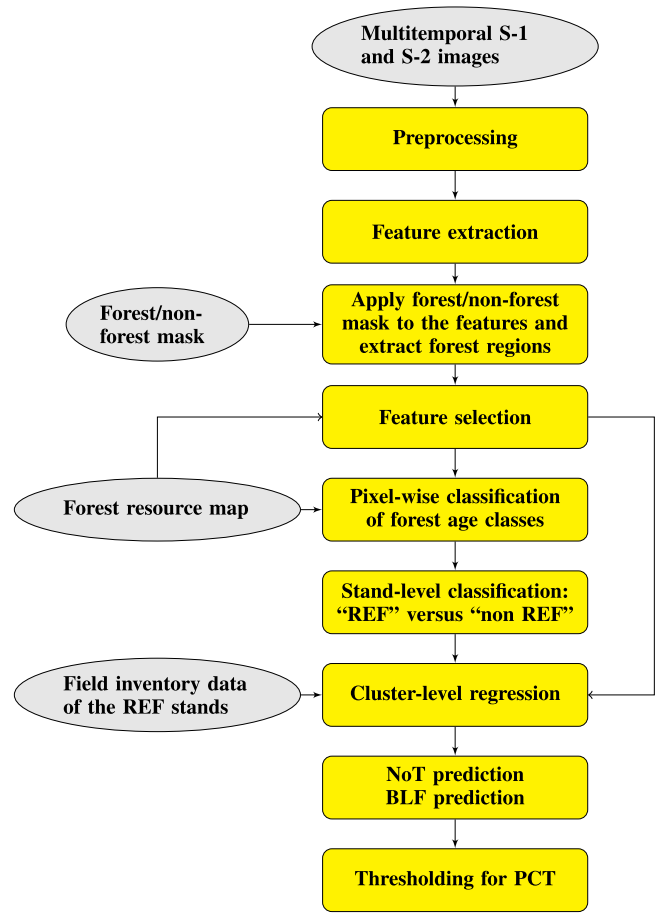 Multitemporal S-1
and S-2 images
Preprocessing
Feature extraction
Forest/non-
forest mask
Apply forest/non-forest
mask to the features and
extract forest regions
Feature selection
Forest resource map
Pixel-wise classification
of forest age classes
Stand-level classification:
“REF” versus “non REF”
Field inventory data
of the REF stands
Cluster-level regression
NoT prediction
BLF prediction
Thresholding for PCT